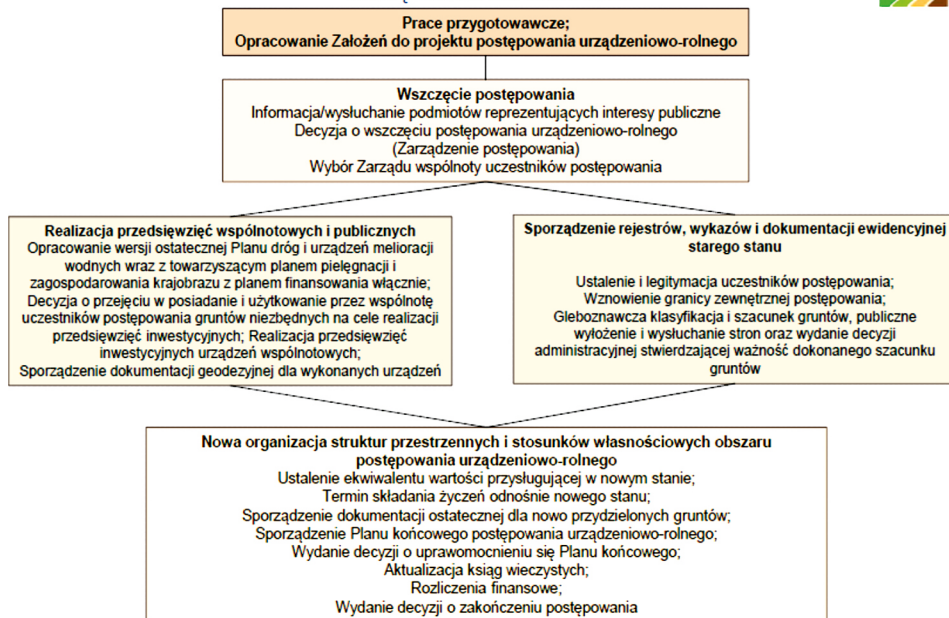 Prace przygotowawcze;
Opracowanie Założeń do projektu postępowania urządzeniowo-rolnego
Wszczęcie postępowania
Informacja/wysłuchanie podmiotów reprezentujących interesy publiczne
Decyzja o wszczęciu postępowania urządzeniowo-rolnego
(Zarządzenie postępowania)
Wybór Zarządu wspólnoty uczestników postępowania
Realizacja przedsięwzięć wspólnotowych i publicznych
Opracowanie wersji ostatecznej Planu dróg i urządzeń melioracji
wodnych wraz z towarzyszącym planem pielęgnacji i
zagospodarowania krajobrazu z planem finansowania włącznie;
Decyzja o przejęciu w posiadanie i użytkowanie przez wspólnotę
uczestników postępowania gruntów niezbędnych na cele realizacji
przedsięwzięć inwestycyjnych; Realizacja przedsięwzięć
inwestycyjnych urządzeń wspólnotowych;
Sporządzenie dokumentacji geodezyjnej dla wykonanych urządzeń
Sporządzenie rejestrów, wykazów i dokumentacji ewidencyjnej
starego stanu
Ustalenie i legitymacja uczestników postępowania;
Wznowienie granicy zewnętrznej postępowania;
Gleboznawcza klasyfikacja i szacunek gruntów, publiczne
wyłożenie i wysłuchanie stron oraz wydanie decyzji
administracyjnej stwierdzającej ważność dokonanego szacunku
gruntów
Nowa organizacja struktur przestrzennych i stosunków własnościowych obszaru
postępowania urządzeniowo-rolnego
Ustalenie ekwiwalentu wartości przysługującej w nowym stanie;
Termin składania życzeń odnośnie nowego stanu;
Sporządzenie dokumentacji ostatecznej dla nowo przydzielonych gruntów;
Sporządzenie Planu końcowego postępowania urządzeniowo-rolnego;
Wydanie decyzji o uprawomocnieniu się Planu końcowego;
Aktualizacja ksiąg wieczystych;
Rozliczenia finansowe;
Wydanie decyzji o zakończeniu postępowania